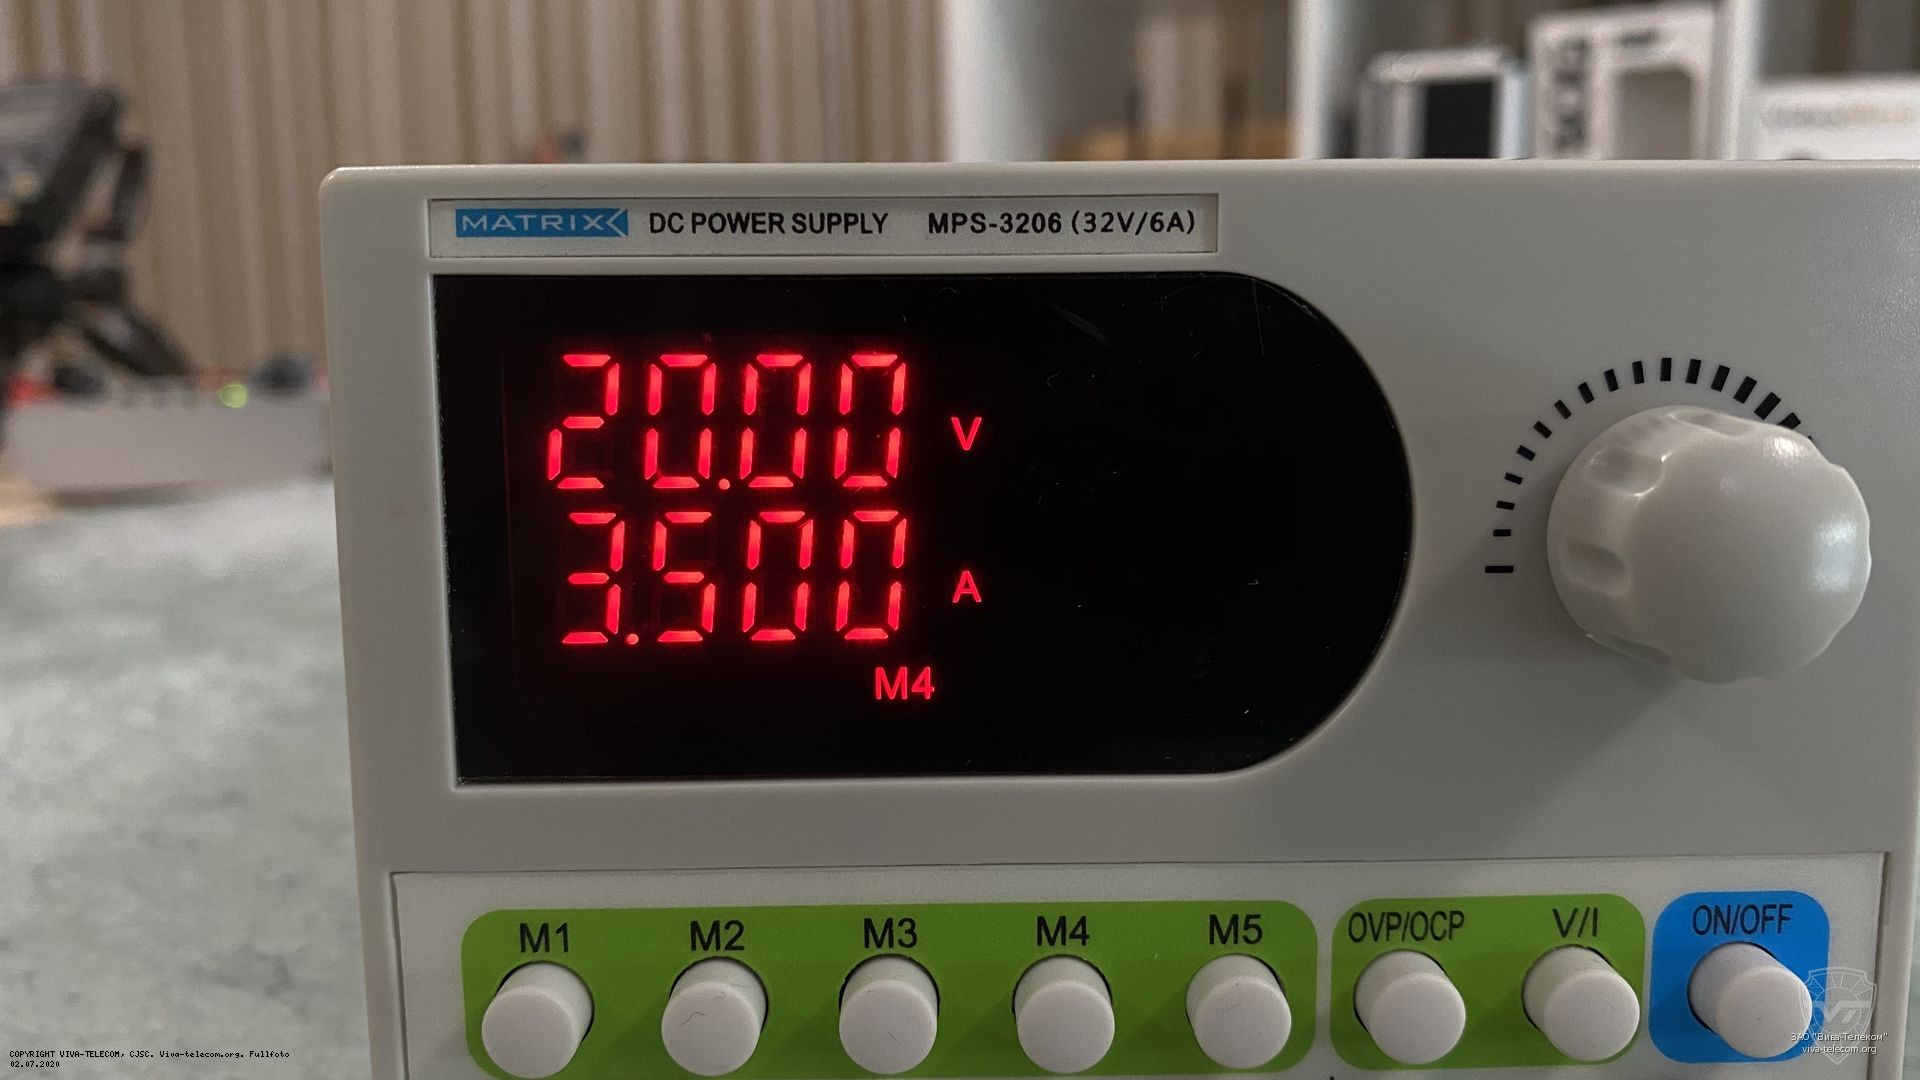 MATRIX DC POWER SUPPLY MPS-3206 (32V/6A)
20.00 V
3.500 A
M4
M1 M2 M3 M4 M5 OVP/OCP V/I ON/OFF
COPYRIGHT VIVA-TELECOM, CJSC. Viva-telecom.org. Fullfoto
02.07.2020
ЗАО "Вива-Телеком"
viva-telecom.org